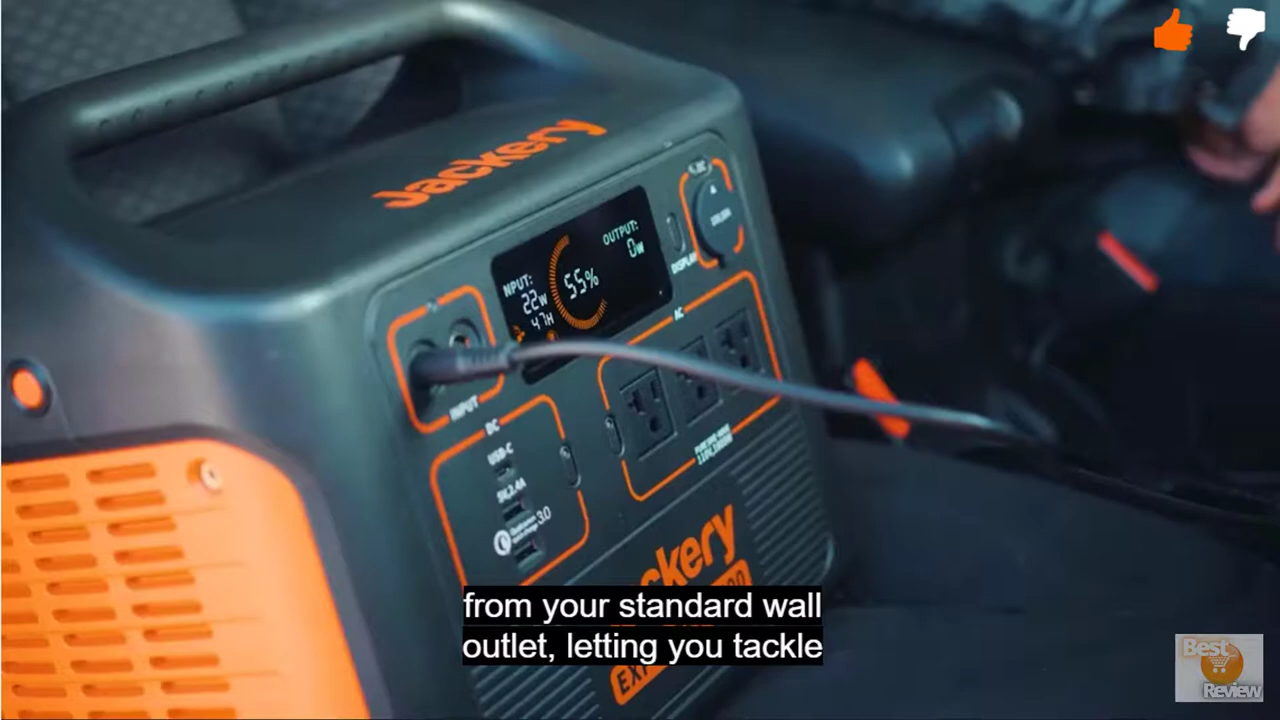 Jackery
INPUT:
22W
47H
55%
OUTPUT:
0W
DISPLAY
INPUT
AC
DC
USB-C
5V,2.4A
3.0
from your standard wall
outlet, letting you tackle
Best
Review